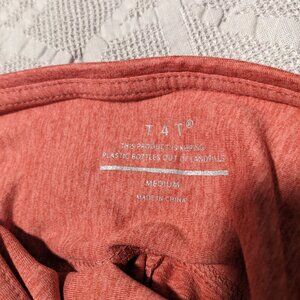 T4T®
THIS PRODUCT IS KEEPING
PLASTIC BOTTLES OUT OF LANDFILLS
MEDIUM
MADE IN CHINA